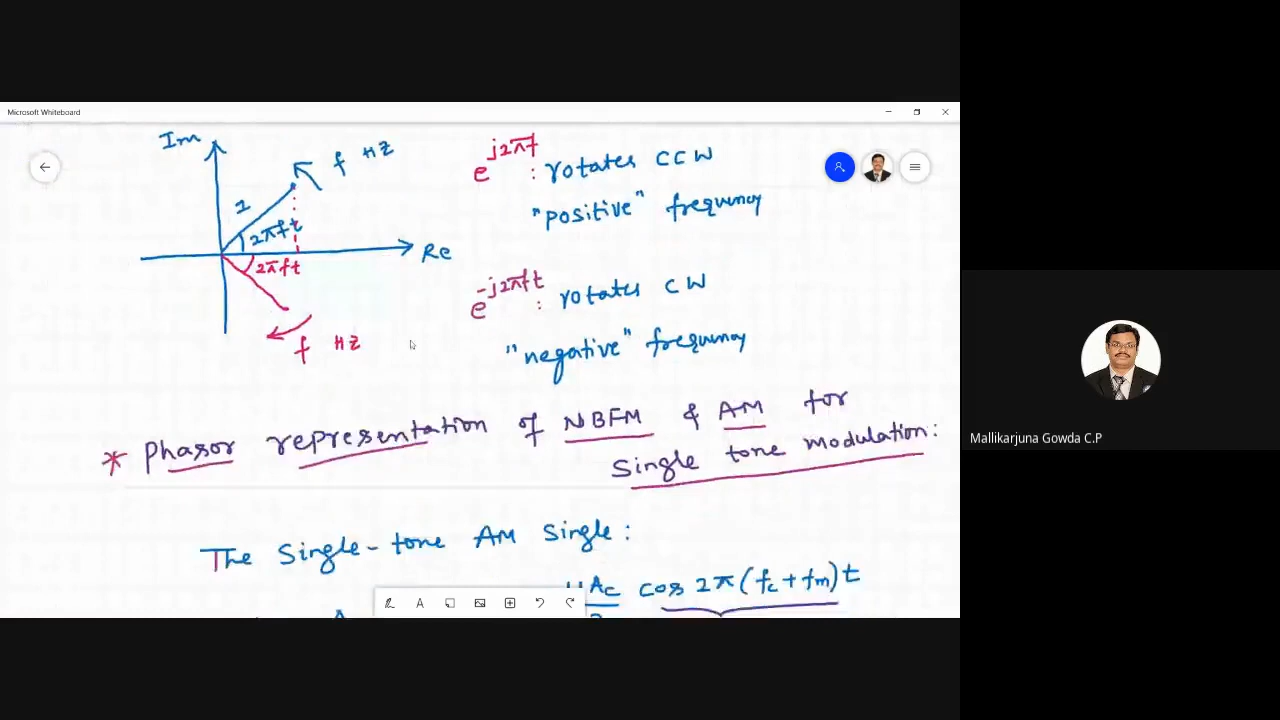 Microsoft Whiteboard
Im
f HZ
1
2πft
Re
2πft
f HZ
e^j2πf : rotates CCW
"positive" frequency
e^-j2πft : rotates CW
"negative" frequency
* Phasor representation of NBFM & AM for
Single tone modulation:
The Single-tone AM Single:
Ac cos 2π(fc+fm)t
A
Mallikarjuna Gowda C.P